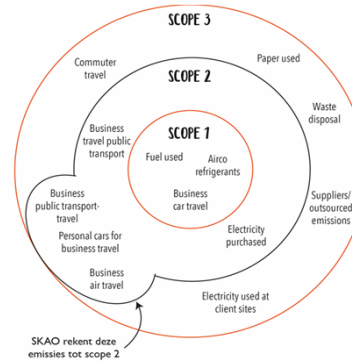 SCOPE 3
Commuter
travel
Paper used
SCOPE 2
Waste
disposal
Business
travel public
transport
SCOPE 1
Fuel used
Airco
refrigerants
Business
car travel
Business
public transport-
travel
Personal cars for
business travel
Business
air travel
Electricity
purchased
Suppliers/
outsourced
emissions
Electricity used at
client sites
SKAO rekent deze
emissies tot scope 2